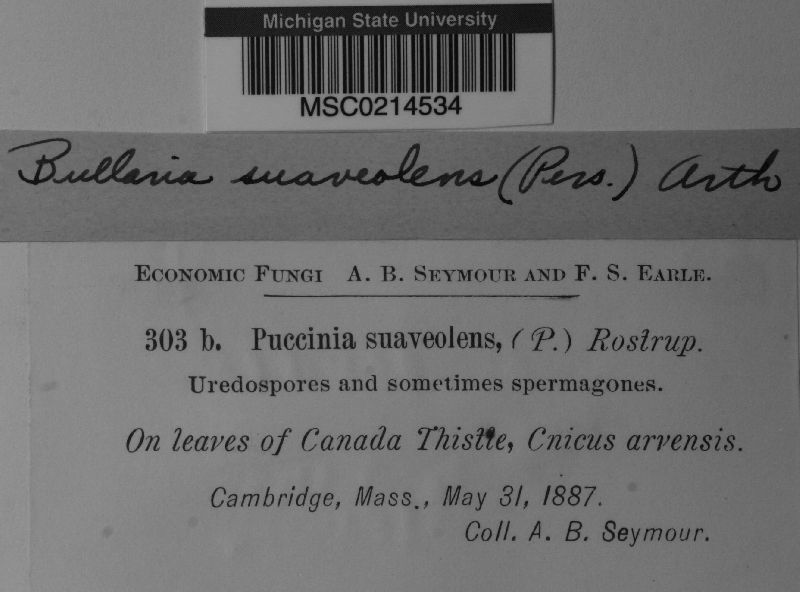 Michigan State University
MSC0214534
Bullaria suaveolens (Pers.) Arth
Economic Fungi A. B. Seymour and F. S. Earle.
303 b. Puccinia suaveolens, (P.) Rostrup.
Uredospores and sometimes spermagones.
On leaves of Canada Thistle, Cnicus arvensis.
Cambridge, Mass., May 31, 1887.
Coll. A. B. Seymour.